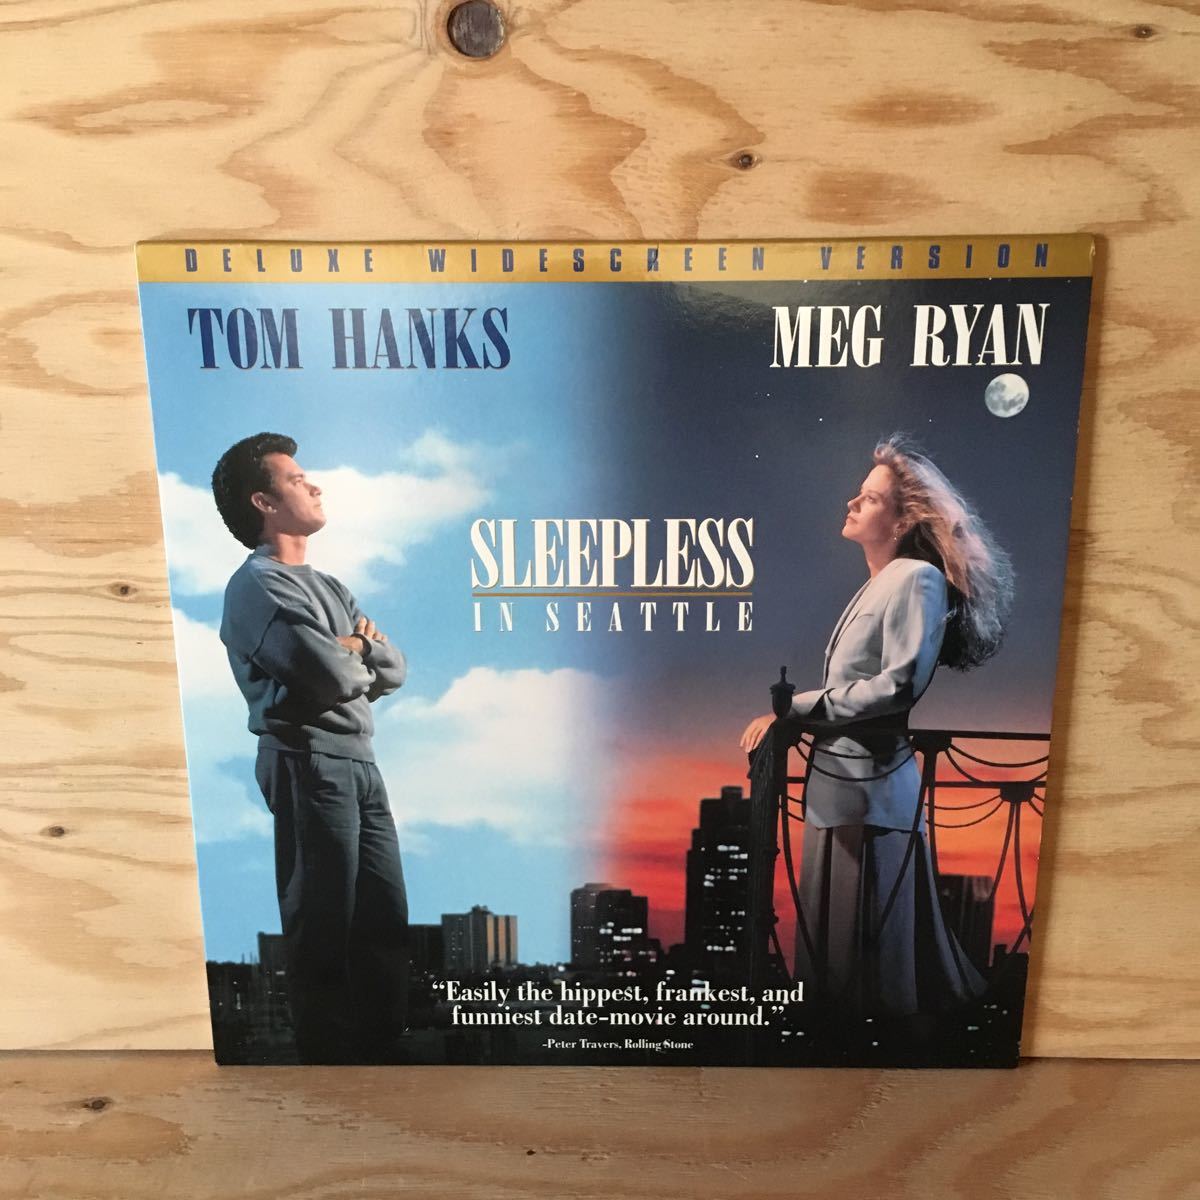 DELUXE WIDESCREEN VERSION
TOM HANKS
MEG RYAN
SLEEPLESS
IN SEATTLE
“Easily the hippest, frankest, and
funniest date-movie around.”
-Peter Travers, Rolling Stone